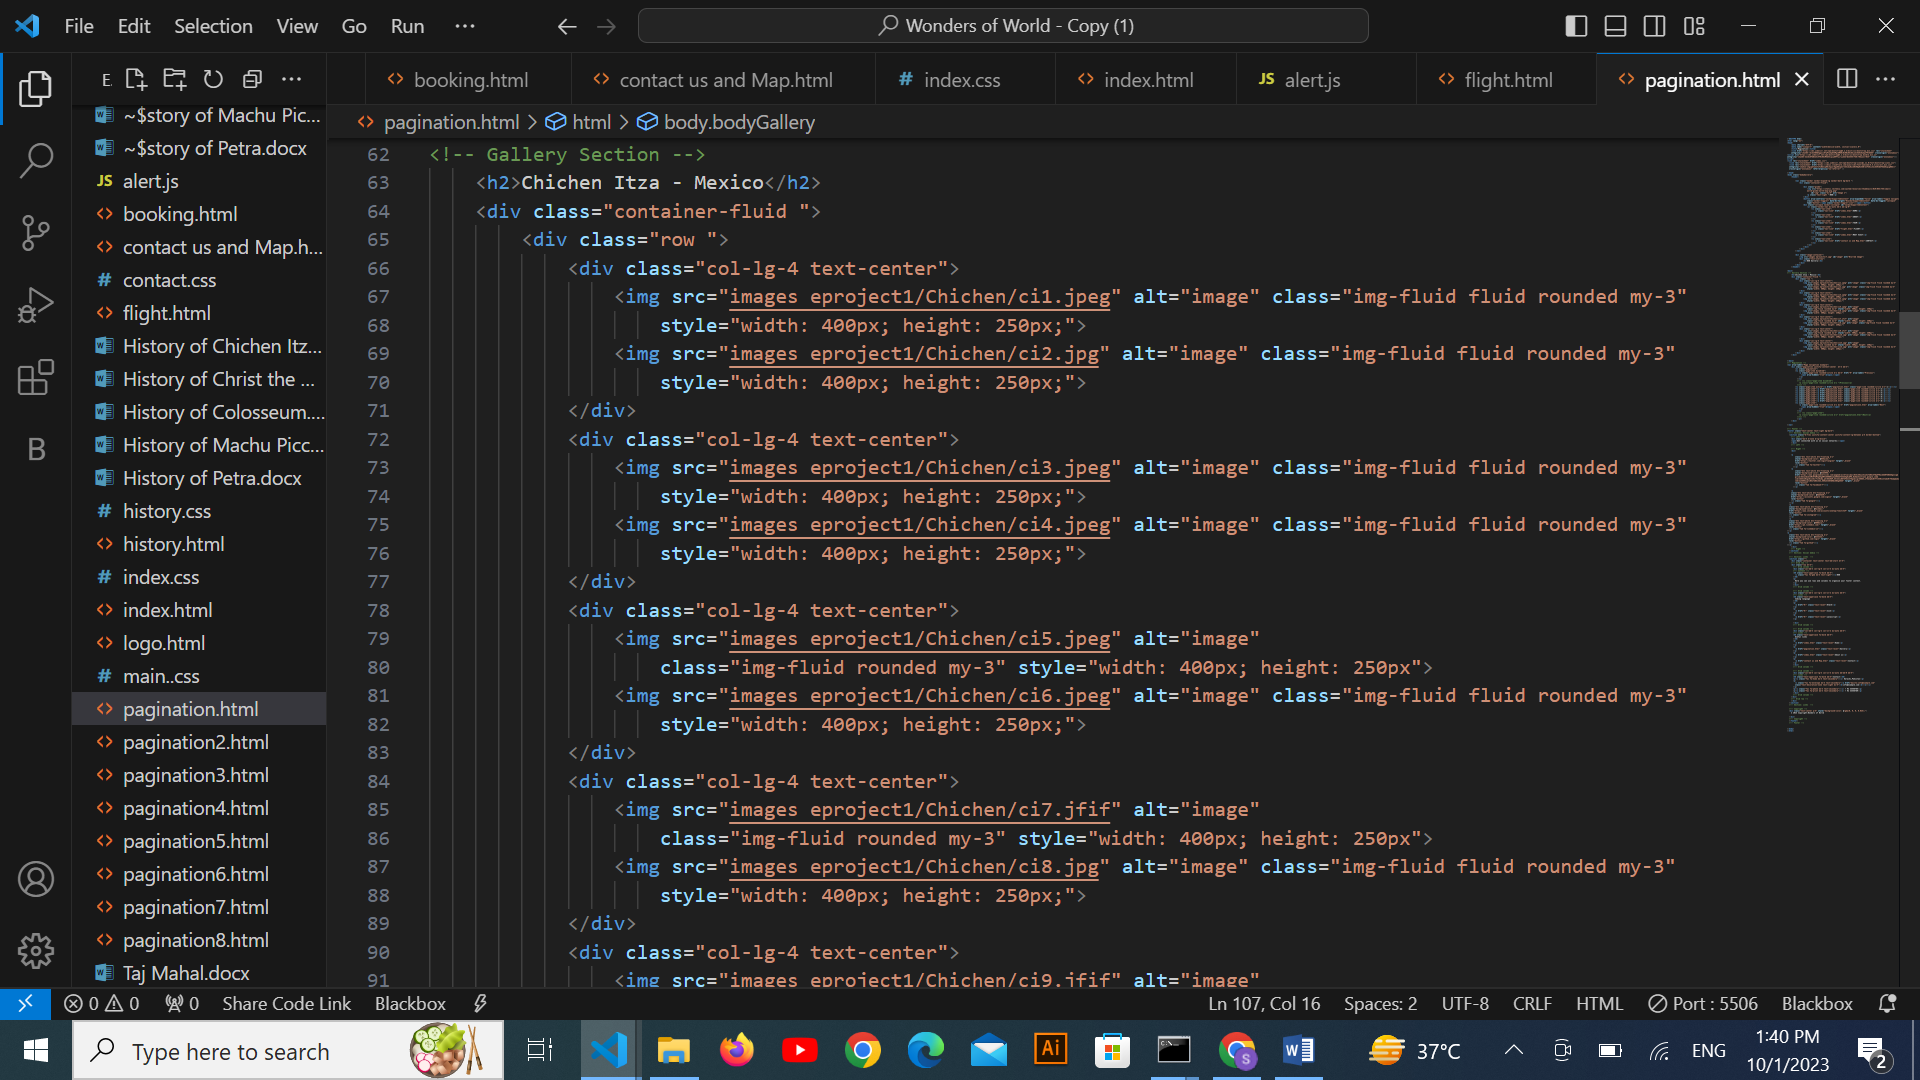 File Edit Selection View Go Run ··· Wonders of World - Copy (1)
E
booking.html contact us and Map.html # index.css index.html JS alert.js flight.html pagination.html
pagination.html > html > body.bodyGallery
~$story of Machu Pic...
~$story of Petra.docx
JS alert.js
booking.html
contact us and Map.h...
# contact.css
flight.html
History of Chichen Itz...
History of Christ the ...
History of Colosseum....
History of Machu Picc...
History of Petra.docx
# history.css
history.html
# index.css
index.html
logo.html
# main..css
pagination.html
pagination2.html
pagination3.html
pagination4.html
pagination5.html
pagination6.html
pagination7.html
pagination8.html
Taj Mahal.docx
B
62 <!-- Gallery Section -->
63 <h2>Chichen Itza - Mexico</h2>
64 <div class="container-fluid ">
65 <div class="row ">
66 <div class="col-lg-4 text-center">
67 <img src="images eproject1/Chichen/ci1.jpeg" alt="image" class="img-fluid fluid rounded my-3"
68 style="width: 400px; height: 250px;">
69 <img src="images eproject1/Chichen/ci2.jpg" alt="image" class="img-fluid fluid rounded my-3"
70 style="width: 400px; height: 250px;">
71 </div>
72 <div class="col-lg-4 text-center">
73 <img src="images eproject1/Chichen/ci3.jpeg" alt="image" class="img-fluid fluid rounded my-3"
74 style="width: 400px; height: 250px;">
75 <img src="images eproject1/Chichen/ci4.jpeg" alt="image" class="img-fluid fluid rounded my-3"
76 style="width: 400px; height: 250px;">
77 </div>
78 <div class="col-lg-4 text-center">
79 <img src="images eproject1/Chichen/ci5.jpeg" alt="image"
80 class="img-fluid rounded my-3" style="width: 400px; height: 250px">
81 <img src="images eproject1/Chichen/ci6.jpeg" alt="image" class="img-fluid fluid rounded my-3"
82 style="width: 400px; height: 250px;">
83 </div>
84 <div class="col-lg-4 text-center">
85 <img src="images eproject1/Chichen/ci7.jfif" alt="image"
86 class="img-fluid rounded my-3" style="width: 400px; height: 250px">
87 <img src="images eproject1/Chichen/ci8.jpg" alt="image" class="img-fluid fluid rounded my-3"
88 style="width: 400px; height: 250px;">
89 </div>
90 <div class="col-lg-4 text-center">
91 <img src="images eproject1/Chichen/ci9.jfif" alt="image"
0 0 0 Share Code Link Blackbox Ln 107, Col 16 Spaces: 2 UTF-8 CRLF HTML Port : 5506 Blackbox
Type here to search Ai S W 37°C ENG 1:40 PM
10/1/2023 2